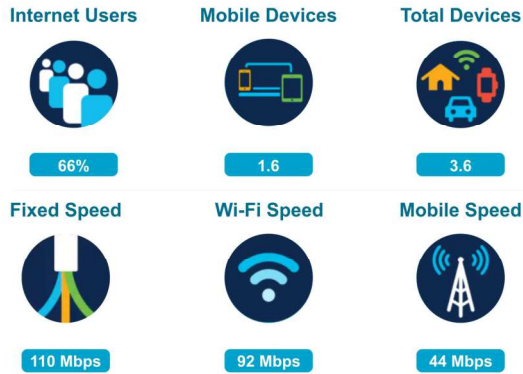 Internet Users Mobile Devices Total Devices
66% 1.6 3.6
Fixed Speed Wi-Fi Speed Mobile Speed
110 Mbps 92 Mbps 44 Mbps